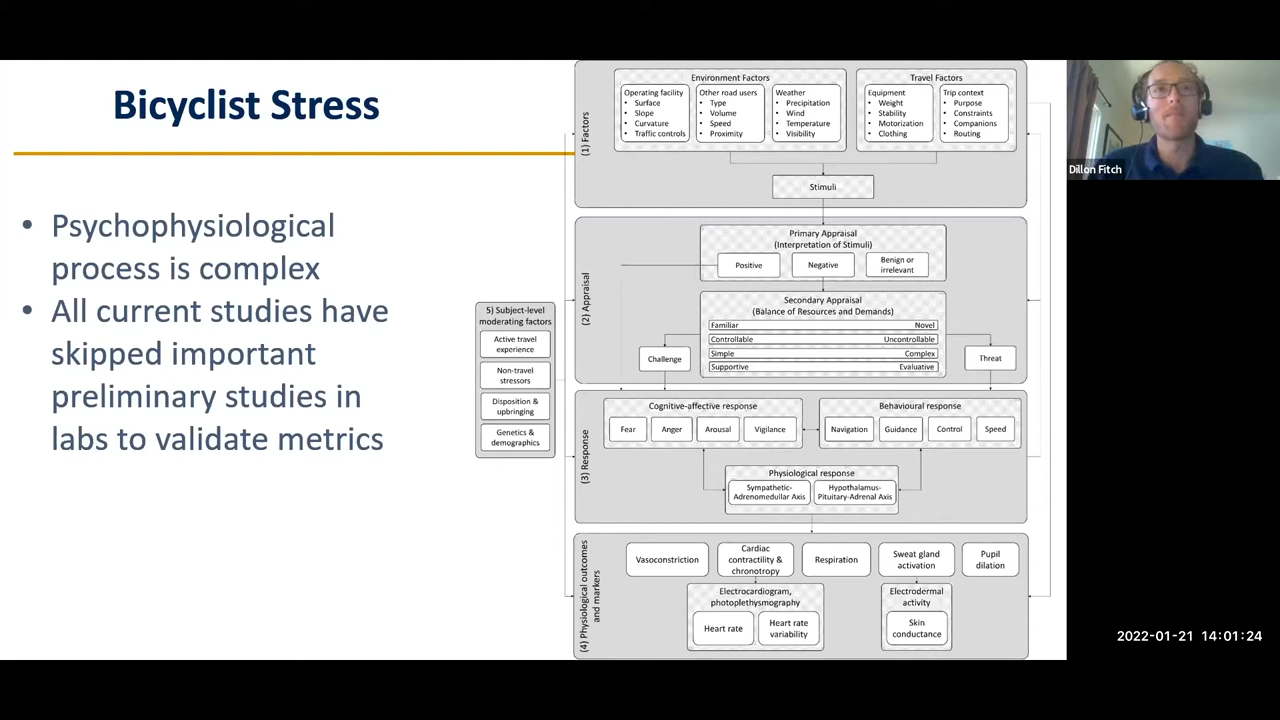 Bicyclist Stress
• Psychophysiological
process is complex
• All current studies have
skipped important
preliminary studies in
labs to validate metrics
(1) Factors
Environment Factors
Operating facility
• Surface
• Slope
• Curvature
• Traffic controls
Other road users
• Type
• Volume
• Speed
• Proximity
Weather
• Precipitation
• Wind
• Temperature
• Visibility
Travel Factors
Equipment
• Weight
• Stability
• Motorization
• Clothing
Trip context
• Purpose
• Constraints
• Companions
• Routing
Stimuli
(2) Appraisal
Primary Appraisal
(Interpretation of Stimuli)
Positive
Negative
Benign or
irrelevant
Secondary Appraisal
(Balance of Resources and Demands)
Familiar Novel
Controllable Uncontrollable
Simple Complex
Supportive Evaluative
Challenge
Threat
5) Subject-level
moderating factors
Active travel
experience
Non-travel
stressors
Disposition &
upbringing
Genetics &
demographics
(3) Response
Cognitive-affective response
Fear
Anger
Arousal
Vigilance
Behavioural response
Navigation
Guidance
Control
Speed
Physiological response
Sympathetic-
Adrenomedullar Axis
Hypothalamus-
Pituitary-Adrenal Axis
(4) Physiological outcomes
and markers
Vasoconstriction
Cardiac
contractility &
chronotropy
Respiration
Sweat gland
activation
Pupil
dilation
Electrocardiogram,
photoplethysmography
Heart rate
Heart rate
variability
Electrodermal
activity
Skin
conductance
Dillon Fitch
2022-01-21 14:01:24